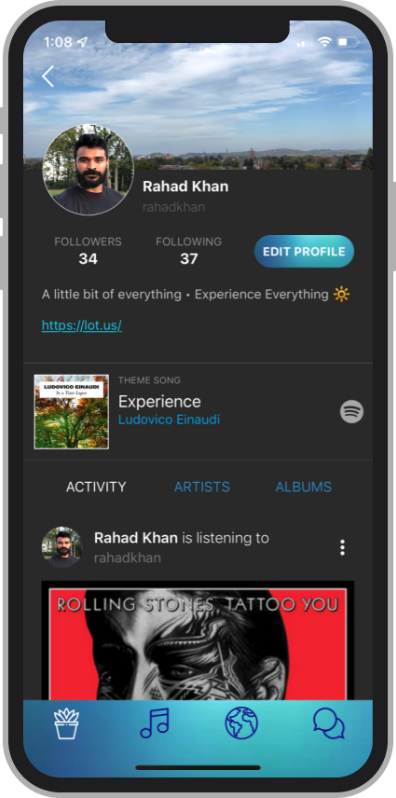 1:08
Rahad Khan
rahadkhan
FOLLOWERS
34
FOLLOWING
37
EDIT PROFILE
A little bit of everything • Experience Everything 🔆
https://lot.us/
LUDOVICO EINAUDI
In a Time Lapse
THEME SONG
Experience
Ludovico Einaudi
ACTIVITY ARTISTS ALBUMS
Rahad Khan is listening to
rahadkhan
ROLLING STONES, TATTOO YOU